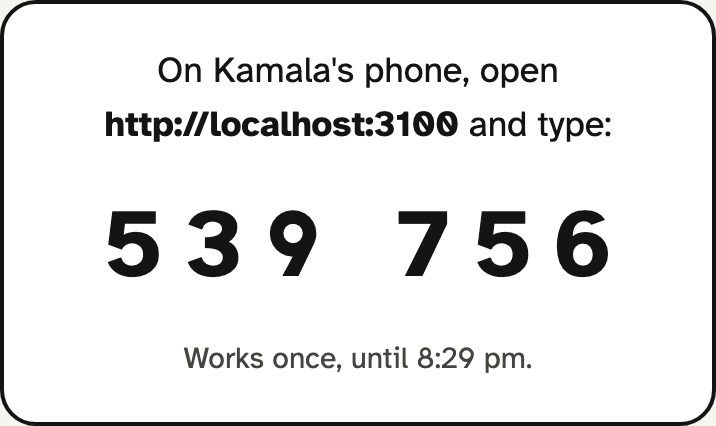 On Kamala's phone, open
http://localhost:3100 and type:
539 756
Works once, until 8:29 pm.